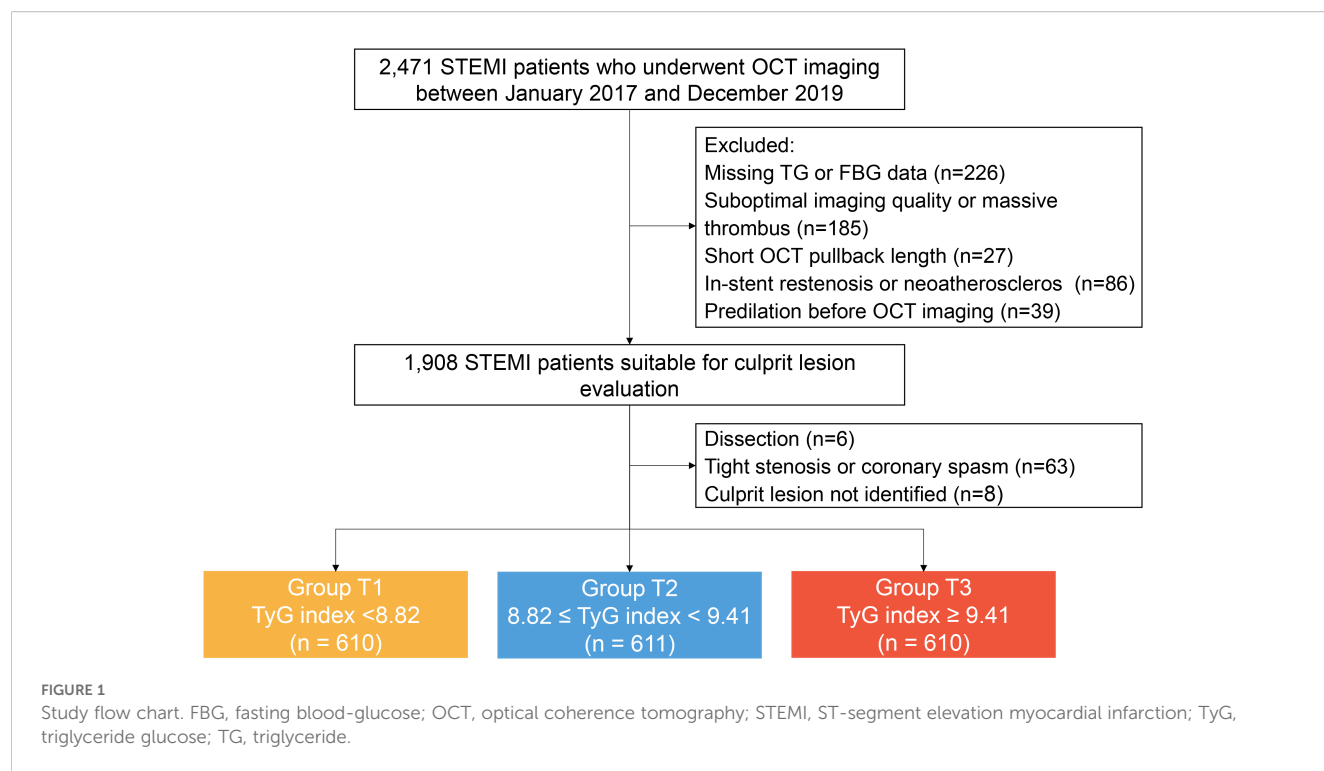 2,471 STEMI patients who underwent OCT imaging
between January 2017 and December 2019
Excluded:
Missing TG or FBG data (n=226)
Suboptimal imaging quality or massive
thrombus (n=185)
Short OCT pullback length (n=27)
In-stent restenosis or neoatheroscleros (n=86)
Predilation before OCT imaging (n=39)
1,908 STEMI patients suitable for culprit lesion
evaluation
Dissection (n=6)
Tight stenosis or coronary spasm (n=63)
Culprit lesion not identified (n=8)
Group T1
TyG index <8.82
(n = 610)
Group T2
8.82 ≤ TyG index < 9.41
(n = 611)
Group T3
TyG index ≥ 9.41
(n = 610)
FIGURE 1
Study flow chart. FBG, fasting blood-glucose; OCT, optical coherence tomography; STEMI, ST-segment elevation myocardial infarction; TyG,
triglyceride glucose; TG, triglyceride.